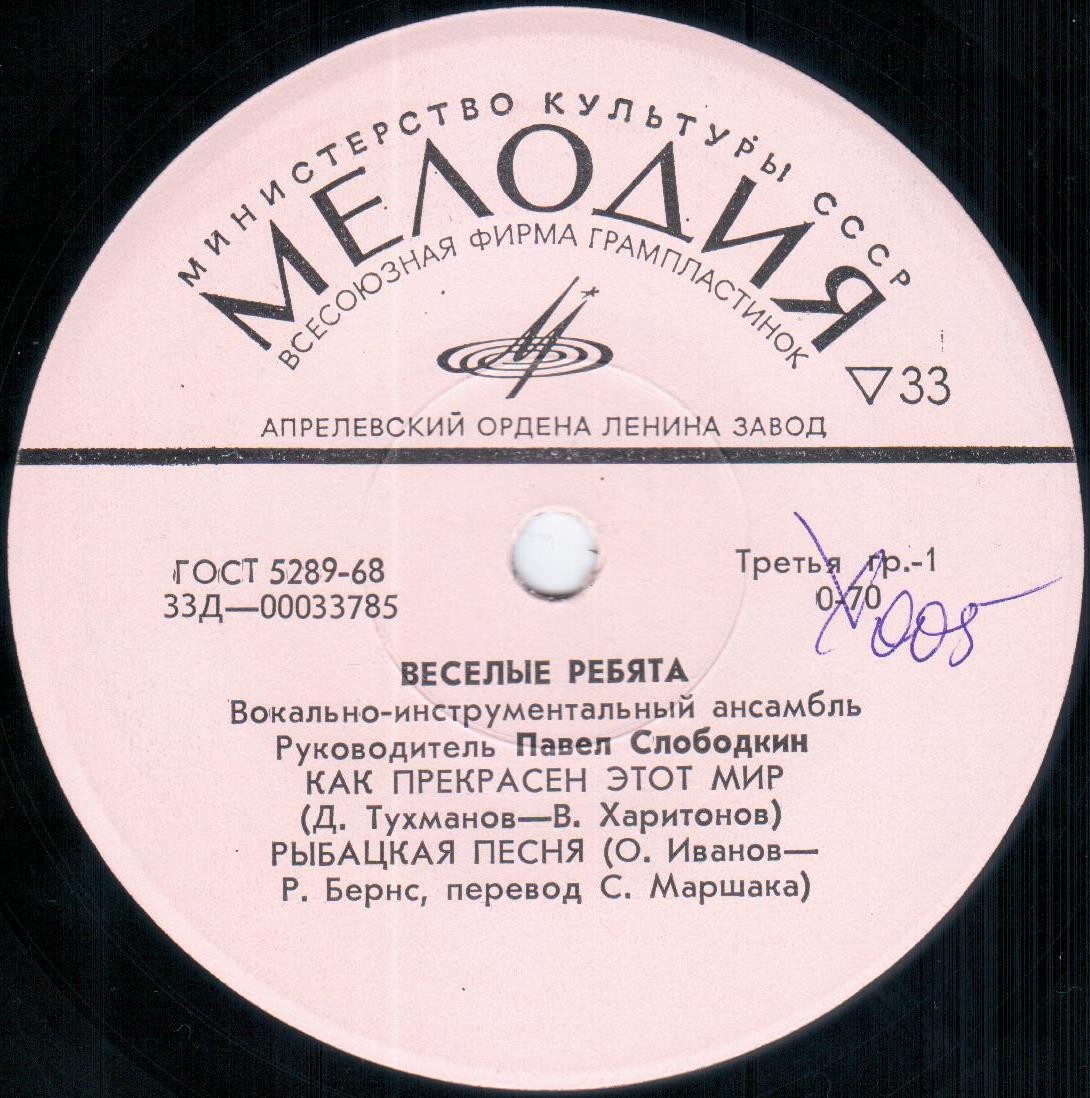 МИНИСТЕРСТВО КУЛЬТУРЫ СССР
МЕЛОДИЯ
ВСЕСОЮЗНАЯ ФИРМА ГРАМПЛАСТИНОК
33
АПРЕЛЕВСКИЙ ОРДЕНА ЛЕНИНА ЗАВОД
ГОСТ 5289-68
33Д—00033785
Третья гр.-1
0-70
ВЕСЕЛЫЕ РЕБЯТА
Вокально-инструментальный ансамбль
Руководитель Павел Слободкин
КАК ПРЕКРАСЕН ЭТОТ МИР
(Д. Тухманов—В. Харитонов)
РЫБАЦКАЯ ПЕСНЯ (О. Иванов—
Р. Бернс, перевод С. Маршака)